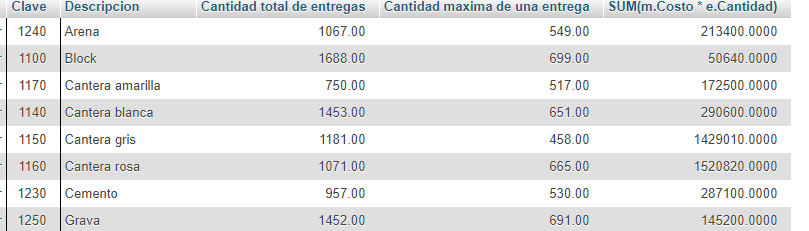 Clave Descripcion Cantidad total de entregas Cantidad maxima de una entrega SUM(m.Costo * e.Cantidad)
1240 Arena 1067.00 549.00 213400.0000
1100 Block 1688.00 699.00 50640.0000
1170 Cantera amarilla 750.00 517.00 172500.0000
1140 Cantera blanca 1453.00 651.00 290600.0000
1150 Cantera gris 1181.00 458.00 1429010.0000
1160 Cantera rosa 1071.00 665.00 1520820.0000
1230 Cemento 957.00 530.00 287100.0000
1250 Grava 1452.00 691.00 145200.0000